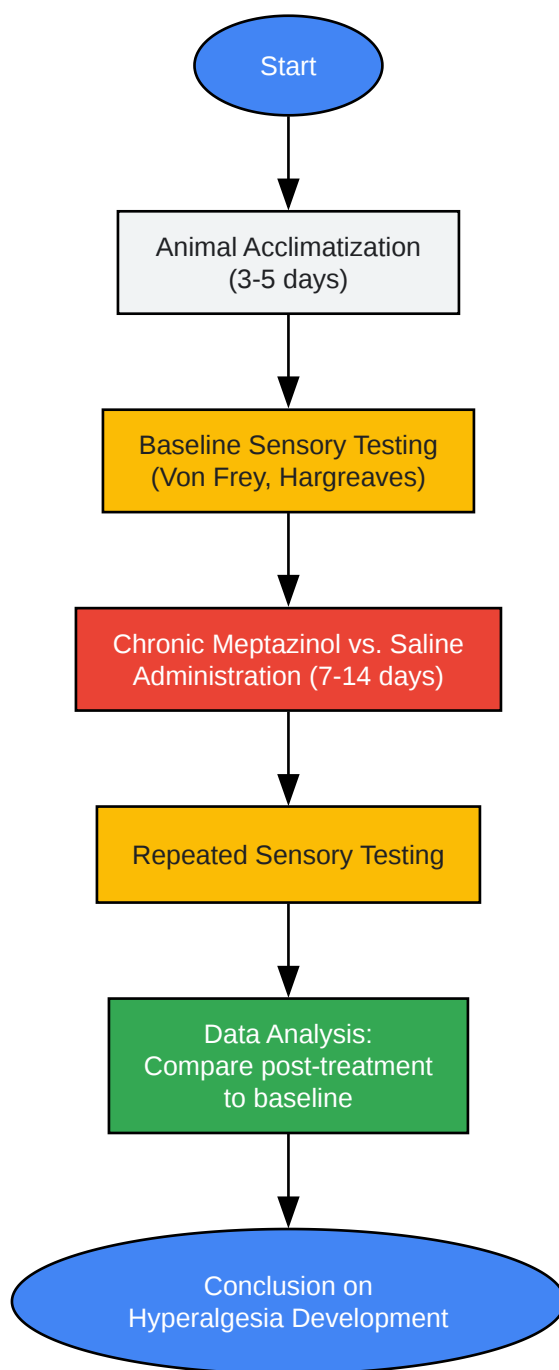 Start
Animal Acclimatization
(3-5 days)
Baseline Sensory Testing
(Von Frey, Hargreaves)
Chronic Meptazinol vs. Saline
Administration (7-14 days)
Repeated Sensory Testing
Data Analysis:
Compare post-treatment
to baseline
Conclusion on
Hyperalgesia Development